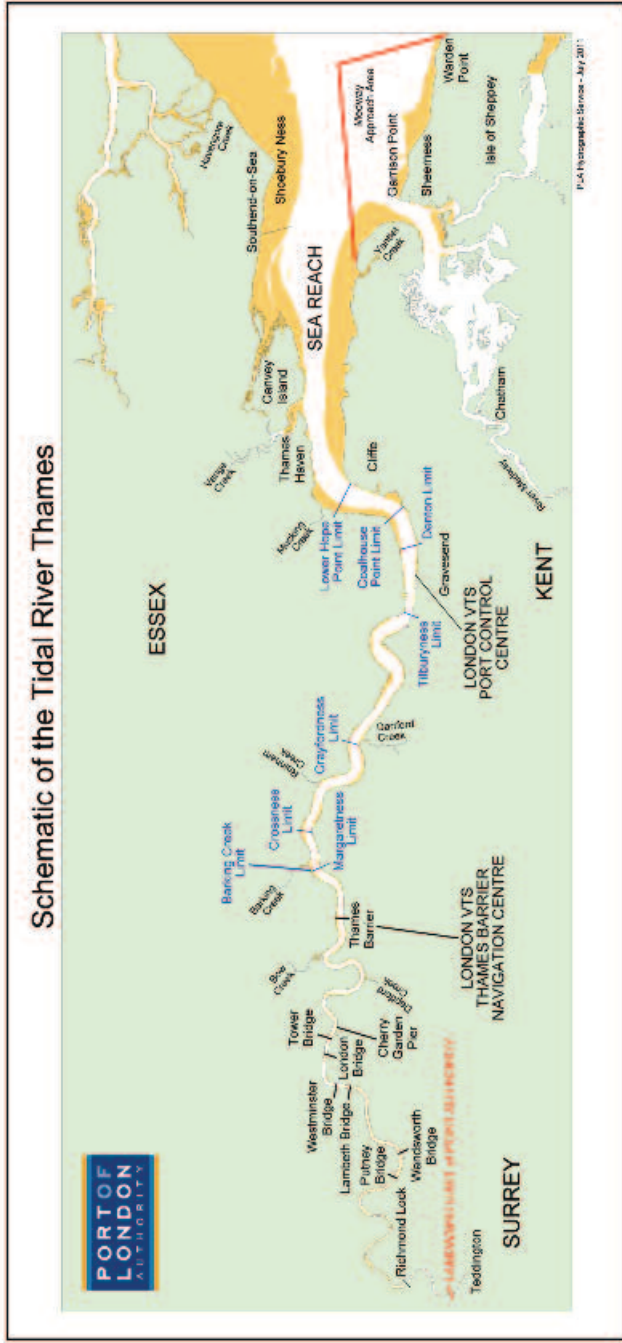 Schematic of the Tidal River Thames
PORT OF
LONDON
AUTHORITY
ESSEX
Havengore
Creek
Southend-on-Sea
Shoebury Ness
Canvey
Island
Vange
Creek
Thames
Haven
Mucking
Creek
SEA REACH
Medway
Approach Area
Warden
Point
Garrison Point
Sheerness
Isle of Sheppey
Yantlet
Creek
Chatham
River Medway
Cliffe
Lower Hope
Point Limit
Coalhouse
Point Limit
Denton Limit
Gravesend
KENT
Tilburyness
Limit
LONDON VTS
PORT CONTROL
CENTRE
Crayfordness
Limit
Dartford
Creek
Rainham
Creek
Crossness
Limit
Margaretness
Limit
Barking Creek
Limit
Barking
Creek
Thames
Barrier
LONDON VTS
THAMES BARRIER
NAVIGATION CENTRE
Bow
Creek
Deptford
Creek
Tower
Bridge
London
Bridge
Cherry
Garden
Pier
Westminster
Bridge
Lambeth Bridge
Putney
Bridge
Wandsworth
Bridge
Richmond Lock
Teddington
SURREY
PLA Hydrographic Service - July 2011